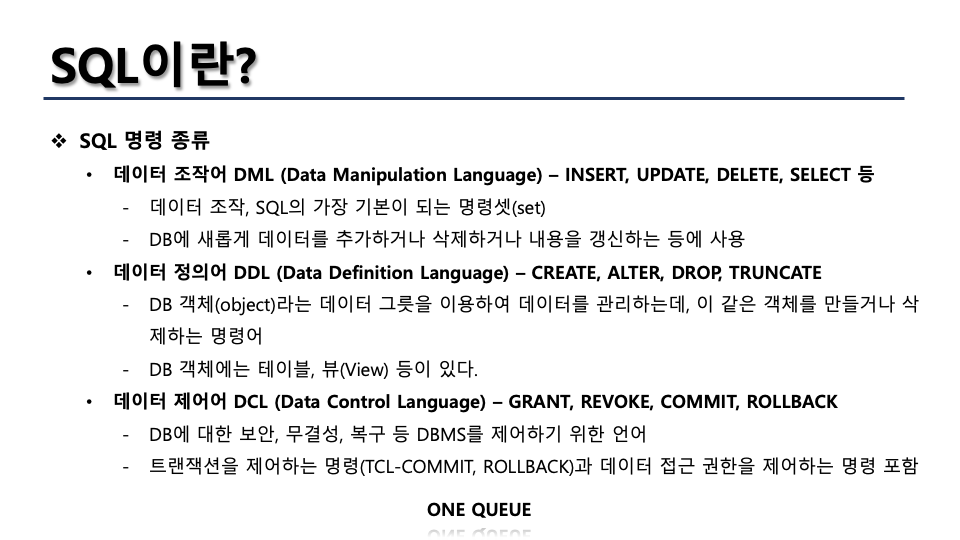 SQL이란?
❖ SQL 명령 종류
• 데이터 조작어 DML (Data Manipulation Language) – INSERT, UPDATE, DELETE, SELECT 등
- 데이터 조작, SQL의 가장 기본이 되는 명령셋(set)
- DB에 새롭게 데이터를 추가하거나 삭제하거나 내용을 갱신하는 등에 사용
• 데이터 정의어 DDL (Data Definition Language) – CREATE, ALTER, DROP, TRUNCATE
- DB 객체(object)라는 데이터 그릇을 이용하여 데이터를 관리하는데, 이 같은 객체를 만들거나 삭
제하는 명령어
- DB 객체에는 테이블, 뷰(View) 등이 있다.
• 데이터 제어어 DCL (Data Control Language) – GRANT, REVOKE, COMMIT, ROLLBACK
- DB에 대한 보안, 무결성, 복구 등 DBMS를 제어하기 위한 언어
- 트랜잭션을 제어하는 명령(TCL-COMMIT, ROLLBACK)과 데이터 접근 권한을 제어하는 명령 포함
ONE QUEUE